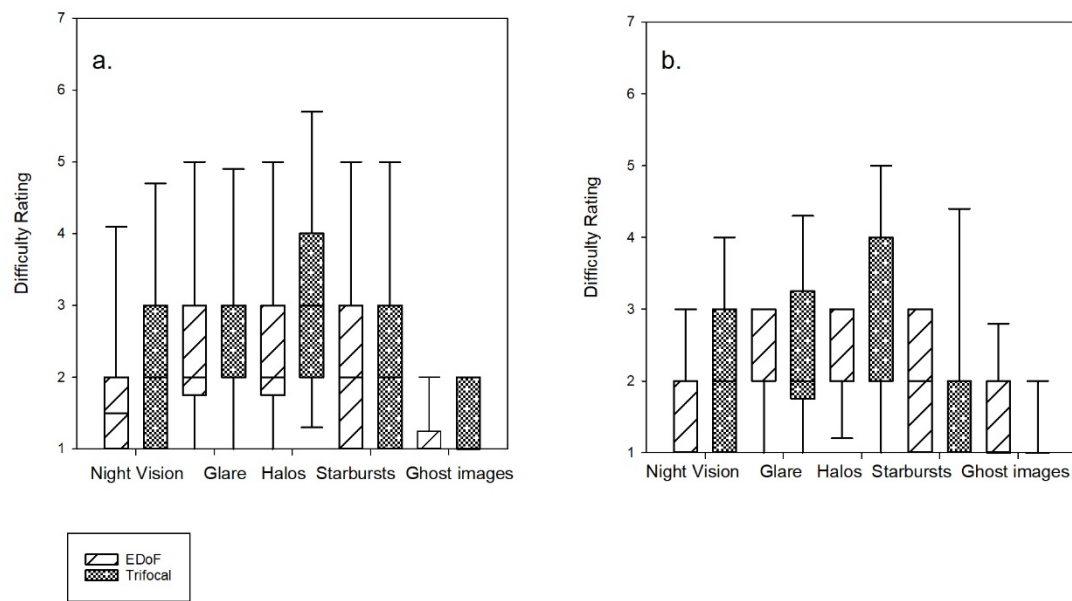 a.
7
6
5
4
3
2
1
Difficulty Rating
Night Vision Glare Halos Starbursts Ghost images
b.
7
6
5
4
3
2
1
Difficulty Rating
Night Vision Glare Halos Starbursts Ghost images
EDoF
Trifocal